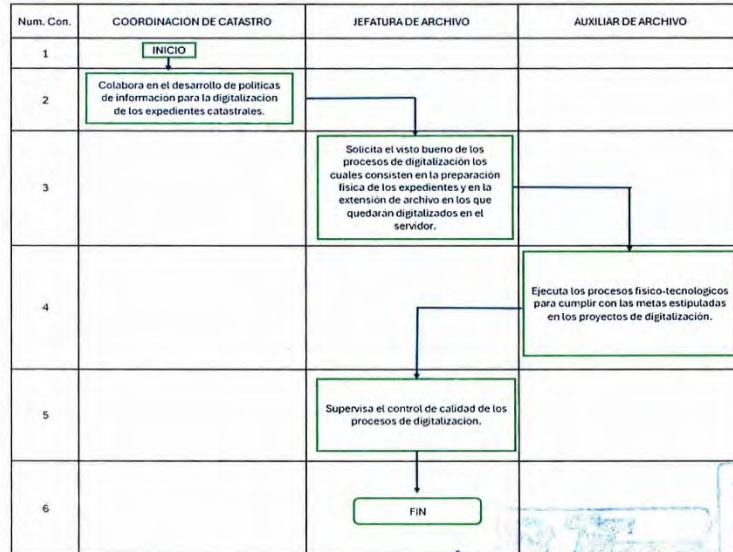 Num. Con.
COORDINACIÓN DE CATASTRO
JEFATURA DE ARCHIVO
AUXILIAR DE ARCHIVO
1
INICIO
2
Colabora en el desarrollo de políticas
de información para la digitalización
de los expedientes catastrales.
3
Solicita el visto bueno de los
procesos de digitalización los
cuales consisten en la preparación
física de los expedientes y en la
extensión de archivo en los que
quedarán digitalizados en el
servidor.
4
Ejecuta los procesos físico-tecnologicos
para cumplir con las metas estipuladas
en los proyectos de digitalización.
5
Supervisa el control de calidad de los
procesos de digitalización.
6
FIN